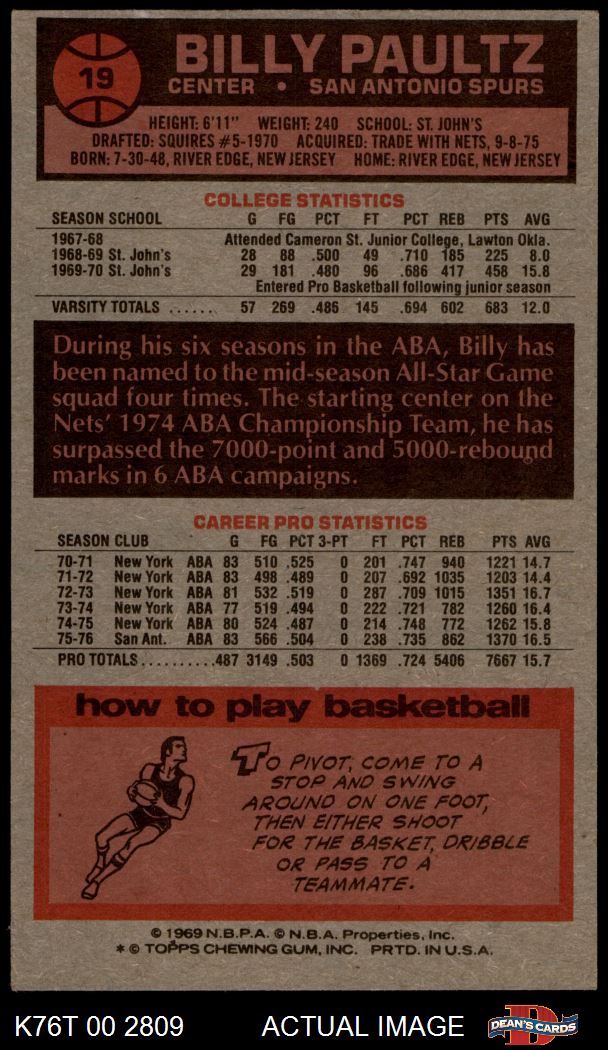 19
BILLY PAULTZ
CENTER • SAN ANTONIO SPURS
HEIGHT: 6'11" WEIGHT: 240 SCHOOL: ST. JOHN'S
DRAFTED: SQUIRES #5-1970 ACQUIRED: TRADE WITH NETS, 9-8-75
BORN: 7-30-48, RIVER EDGE, NEW JERSEY HOME: RIVER EDGE, NEW JERSEY
COLLEGE STATISTICS
SEASON SCHOOL G FG PCT FT PCT REB PTS AVG
1967-68 Attended Cameron St. Junior College, Lawton Okla.
1968-69 St. John's 28 88 .500 49 .710 185 225 8.0
1969-70 St. John's 29 181 .480 96 .686 417 458 15.8
Entered Pro Basketball following junior season
VARSITY TOTALS ...... 57 269 .486 145 .694 602 683 12.0
During his six seasons in the ABA, Billy has
been named to the mid-season All-Star Game
squad four times. The starting center on the
Nets' 1974 ABA Championship Team, he has
surpassed the 7000-point and 5000-rebound
marks in 6 ABA campaigns.
CAREER PRO STATISTICS
SEASON CLUB G FG PCT 3-PT FT PCT REB PTS AVG
70-71 New York ABA 83 510 .525 0 201 .747 940 1221 14.7
71-72 New York ABA 83 498 .489 0 207 .692 1035 1203 14.4
72-73 New York ABA 81 532 .519 0 287 .709 1015 1351 16.7
73-74 New York ABA 77 519 .494 0 222 .721 782 1260 16.4
74-75 New York ABA 80 524 .487 0 214 .748 772 1262 15.8
75-76 San Ant. ABA 83 566 .504 0 238 .735 862 1370 16.5
PRO TOTALS..........487 3149 .503 0 1369 .724 5406 7667 15.7
how to play basketball
TO PIVOT, COME TO A
STOP AND SWING
AROUND ON ONE FOOT,
THEN EITHER SHOOT
FOR THE BASKET, DRIBBLE
OR PASS TO A
TEAMMATE.
© 1969 N.B.P.A. © N.B.A. Properties, Inc.
* © TOPPS CHEWING GUM, INC. PRTD. IN U.S.A.
K76T 00 2809 ACTUAL IMAGE
D
DEAN'S CARDS